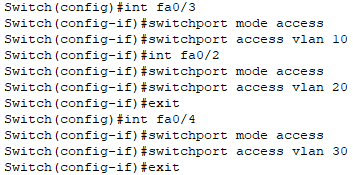 Switch(config)#int fa0/3
Switch(config-if)#switchport mode access
Switch(config-if)#switchport access vlan 10
Switch(config-if)#int fa0/2
Switch(config-if)#switchport mode access
Switch(config-if)#switchport access vlan 20
Switch(config-if)#exit
Switch(config)#int fa0/4
Switch(config-if)#switchport mode access
Switch(config-if)#switchport access vlan 30
Switch(config-if)#exit